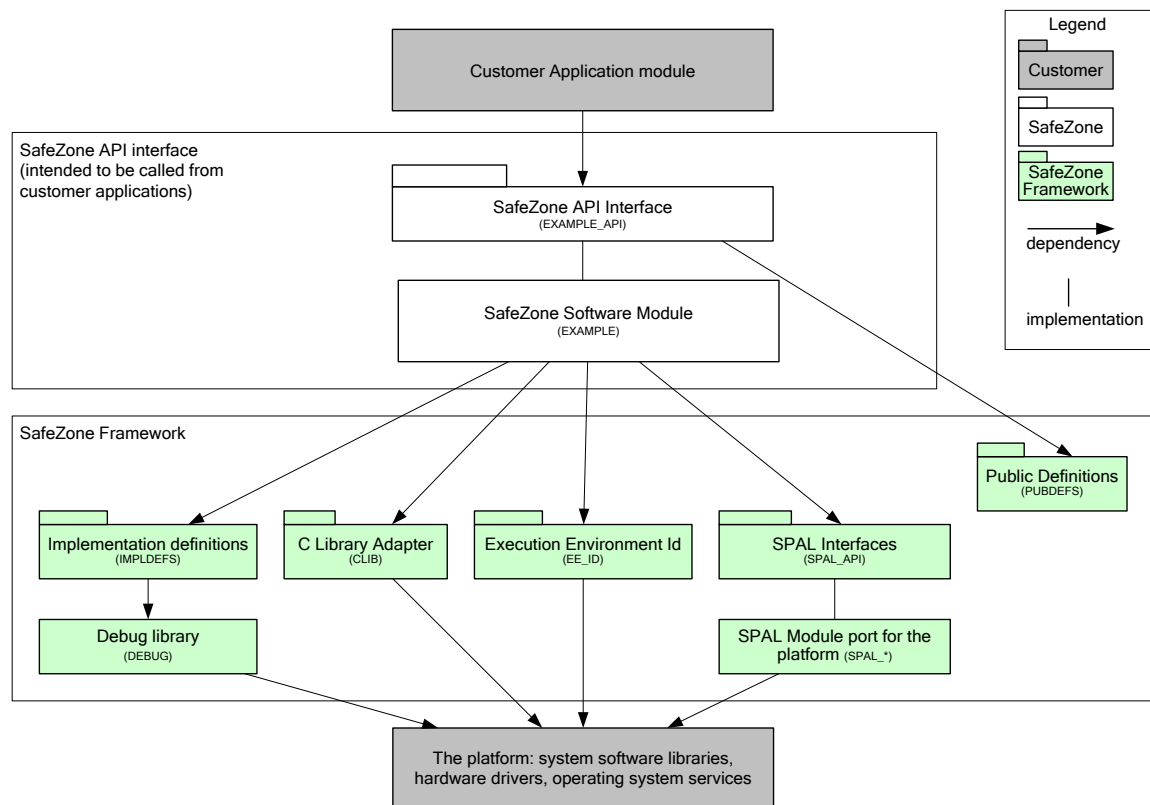 Customer Application module
Legend
Customer
SafeZone
SafeZone
Framework
dependency
implementation
SafeZone API interface
(intended to be called from
customer applications)
SafeZone API Interface
(EXAMPLE_API)
SafeZone Software Module
(EXAMPLE)
SafeZone Framework
Public Definitions
(PUBDEFS)
Implementation definitions
(IMPLDEFS)
C Library Adapter
(CLIB)
Execution Environment Id
(EE_ID)
SPAL Interfaces
(SPAL_API)
Debug library
(DEBUG)
SPAL Module port for the
platform (SPAL_*)
The platform: system software libraries,
hardware drivers, operating system services